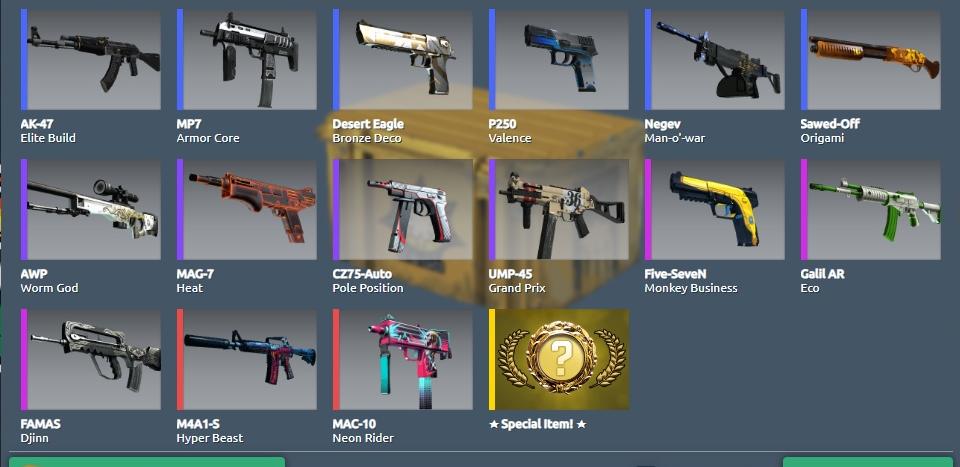 AK-47
Elite Build
MP7
Armor Core
Desert Eagle
Bronze Deco
P250
Valence
Negev
Man-o'-war
Sawed-Off
Origami
AWP
Worm God
MAG-7
Heat
CZ75-Auto
Pole Position
UMP-45
Grand Prix
Five-SeveN
Monkey Business
Galil AR
Eco
FAMAS
Djinn
M4A1-S
Hyper Beast
MAC-10
Neon Rider
?
★ Special Item! ★